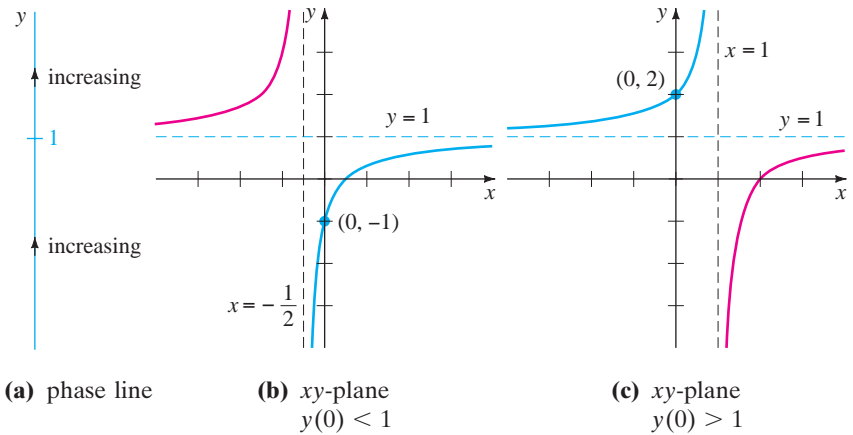 y
increasing
1
increasing
(a) phase line
y
y = 1
x
(0, −1)
x = − 1/2
(b) xy-plane
y(0) < 1
y
x = 1
(0, 2)
y = 1
x
(c) xy-plane
y(0) > 1